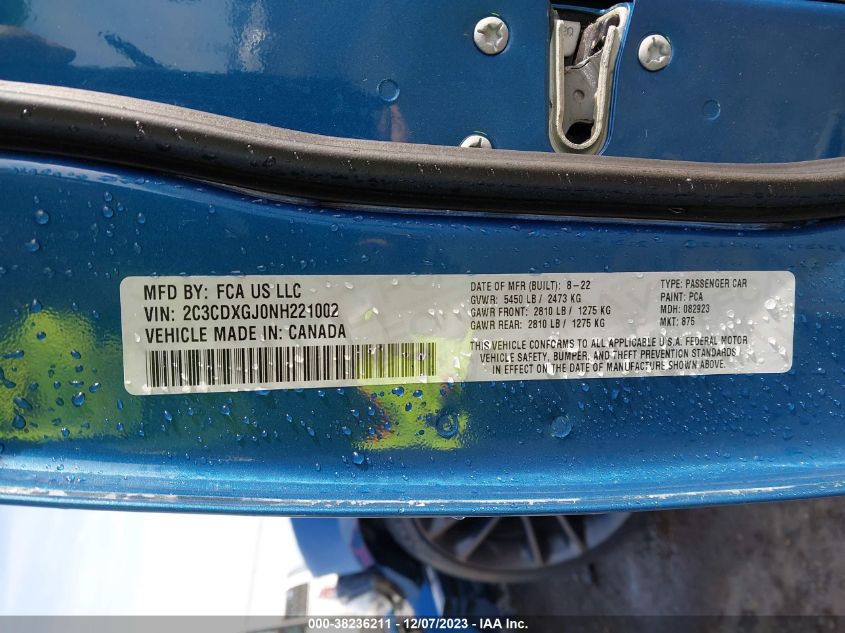 MFD BY: FCA US LLC
VIN: 2C3CDXGJ0NH221002
VEHICLE MADE IN: CANADA
DATE OF MFR (BUILT): 8-22
GVWR: 5450 LB / 2473 KG
GAWR FRONT: 2810 LB / 1275 KG
GAWR REAR: 2810 LB / 1275 KG
TYPE: PASSENGER CAR
PAINT: PCA
MDH: 082923
MKT: 875
THIS VEHICLE CONFORMS TO ALL APPLICABLE U.S.A. FEDERAL MOTOR
VEHICLE SAFETY, BUMPER, AND THEFT PREVENTION STANDARDS
IN EFFECT ON THE DATE OF MANUFACTURE SHOWN ABOVE.
000-38236211 - 12/07/2023 - IAA Inc.